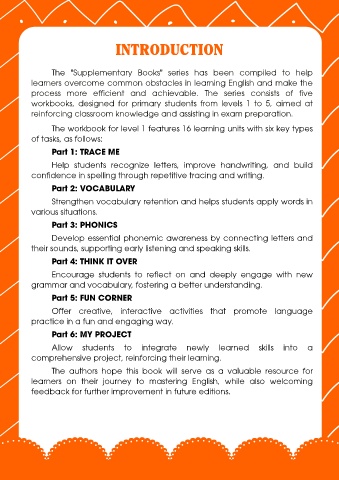 INTRODUCTION
The "Supplementary Books" series has been compiled to help
learners overcome common obstacles in learning English and make the
process more efficient and achievable. The series consists of five
workbooks, designed for primary students from levels 1 to 5, aimed at
reinforcing classroom knowledge and assisting in exam preparation.
The workbook for level 1 features 16 learning units with six key types
of tasks, as follows:
Part 1: TRACE ME
Help students recognize letters, improve handwriting, and build
confidence in spelling through repetitive tracing and writing.
Part 2: VOCABULARY
Strengthen vocabulary retention and helps students apply words in
various situations.
Part 3: PHONICS
Develop essential phonemic awareness by connecting letters and
their sounds, supporting early listening and speaking skills.
Part 4: THINK IT OVER
Encourage students to reflect on and deeply engage with new
grammar and vocabulary, fostering a better understanding.
Part 5: FUN CORNER
Offer creative, interactive activities that promote language
practice in a fun and engaging way.
Part 6: MY PROJECT
Allow students to integrate newly learned skills into a
comprehensive project, reinforcing their learning.
The authors hope this book will serve as a valuable resource for
learners on their journey to mastering English, while also welcoming
feedback for further improvement in future editions.